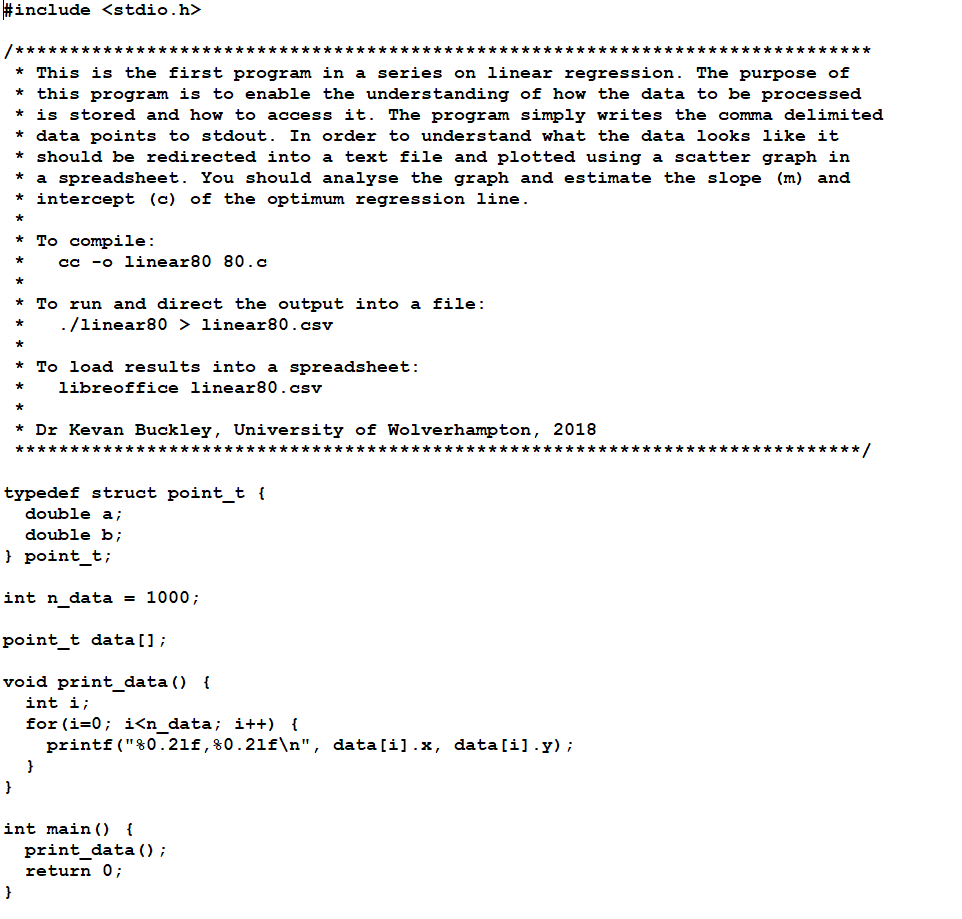 #include <stdio.h>
/******************************************************************************
 * This is the first program in a series on linear regression. The purpose of
 * this program is to enable the understanding of how the data to be processed
 * is stored and how to access it. The program simply writes the comma delimited
 * data points to stdout. In order to understand what the data looks like it
 * should be redirected into a text file and plotted using a scatter graph in
 * a spreadsheet. You should analyse the graph and estimate the slope (m) and
 * intercept (c) of the optimum regression line.
 *
 * To compile:
 *   cc -o linear80 80.c
 *
 * To run and direct the output into a file:
 *   ./linear80 > linear80.csv
 *
 * To load results into a spreadsheet:
 *   libreoffice linear80.csv
 *
 * Dr Kevan Buckley, University of Wolverhampton, 2018
 *****************************************************************************/
typedef struct point_t {
  double a;
  double b;
} point_t;
int n_data = 1000;
point_t data[];
void print_data() {
  int i;
  for(i=0; i<n_data; i++) {
    printf("%0.2lf,%0.2lf\n", data[i].x, data[i].y);
  }
}
int main() {
  print_data();
  return 0;
}